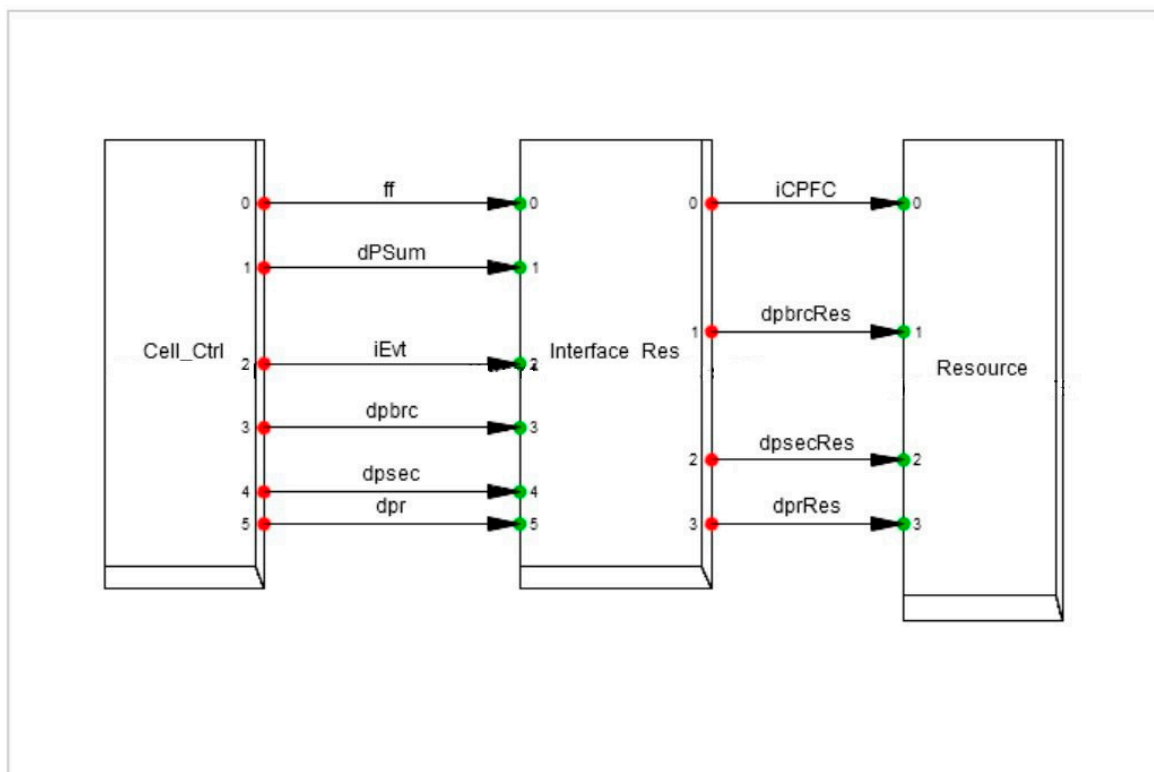 0 ff 0 0 iCPFC 0
1 dPSum 1
1 dpbrcRes 1
Cell_Ctrl 2 iEvt 2 Interface Res Resource
3 dpbrc 3
2 dpsecRes 2
4 dpsec 4
5 dpr 5 3 dprRes 3